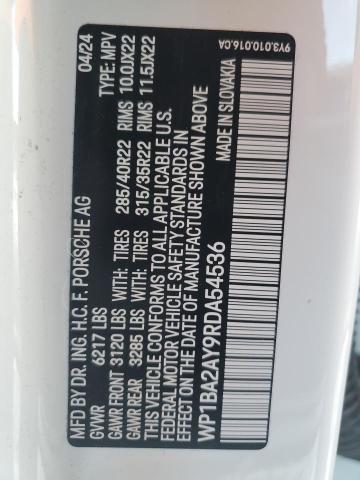 MFD BY DR. ING. H.C. F. PORSCHE AG 04/24
GVWR 6217 LBS TYPE: MPV
GAWR FRONT 3120 LBS WITH: TIRES 285/40R22 RIMS 10.0JX22
GAWR REAR 3285 LBS WITH: TIRES 315/35R22 RIMS 11.5JX22
THIS VEHICLE CONFORMS TO ALL APPLICABLE U.S.
FEDERAL MOTOR VEHICLE SAFETY STANDARDS IN
EFFECT ON THE DATE OF MANUFACTURE SHOWN ABOVE
MADE IN SLOVAKIA
WP1BA2AY9RDA54536
9Y3.010.016.CA